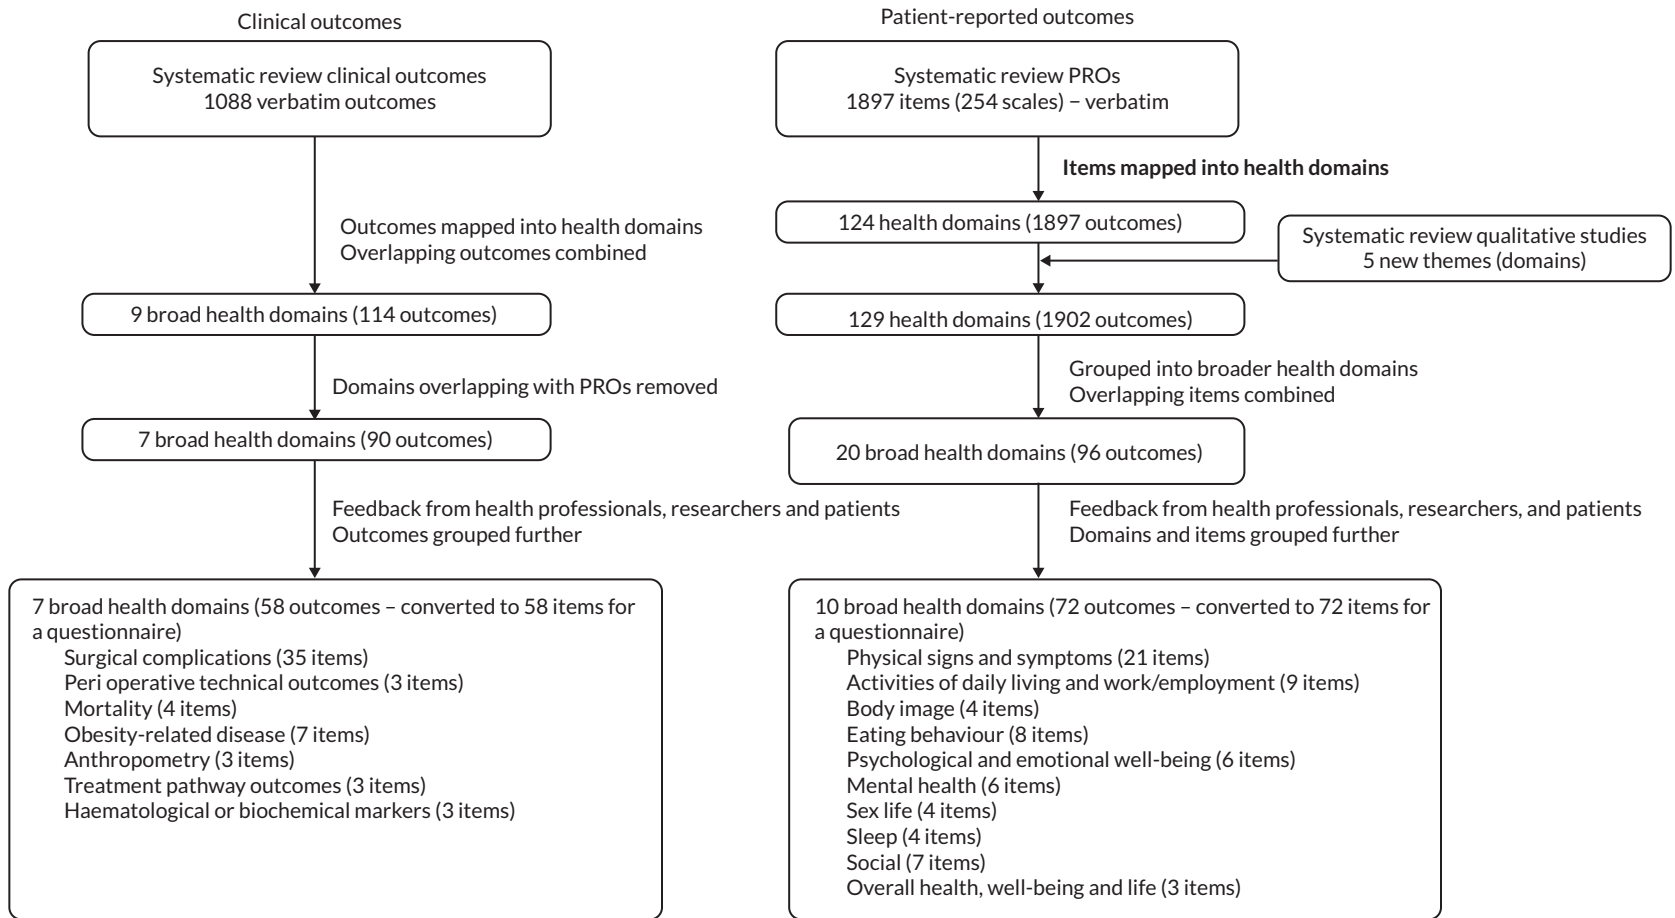 Clinical outcomes
Systematic review clinical outcomes
1088 verbatim outcomes
Outcomes mapped into health domains
Overlapping outcomes combined
9 broad health domains (114 outcomes)
Domains overlapping with PROs removed
7 broad health domains (90 outcomes)
Feedback from health professionals, researchers and patients
Outcomes grouped further
7 broad health domains (58 outcomes – converted to 58 items for
a questionnaire)
Surgical complications (35 items)
Peri operative technical outcomes (3 items)
Mortality (4 items)
Obesity-related disease (7 items)
Anthropometry (3 items)
Treatment pathway outcomes (3 items)
Haematological or biochemical markers (3 items)
Patient-reported outcomes
Systematic review PROs
1897 items (254 scales) – verbatim
Items mapped into health domains
124 health domains (1897 outcomes)
Systematic review qualitative studies
5 new themes (domains)
129 health domains (1902 outcomes)
Grouped into broader health domains
Overlapping items combined
20 broad health domains (96 outcomes)
Feedback from health professionals, researchers, and patients
Domains and items grouped further
10 broad health domains (72 outcomes – converted to 72 items for
a questionnaire)
Physical signs and symptoms (21 items)
Activities of daily living and work/employment (9 items)
Body image (4 items)
Eating behaviour (8 items)
Psychological and emotional well-being (6 items)
Mental health (6 items)
Sex life (4 items)
Sleep (4 items)
Social (7 items)
Overall health, well-being and life (3 items)